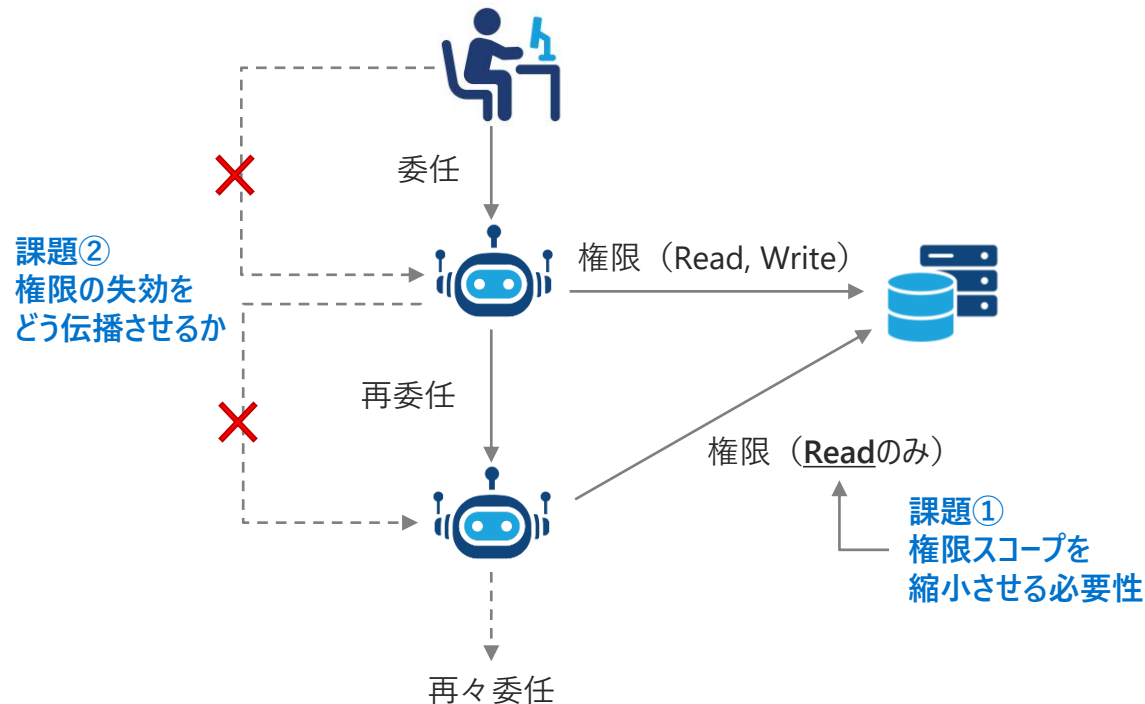 委任
課題②
権限の失効を
どう伝播させるか
権限（Read, Write）
再委任
権限（Readのみ）
課題①
権限スコープを
縮小させる必要性
再々委任